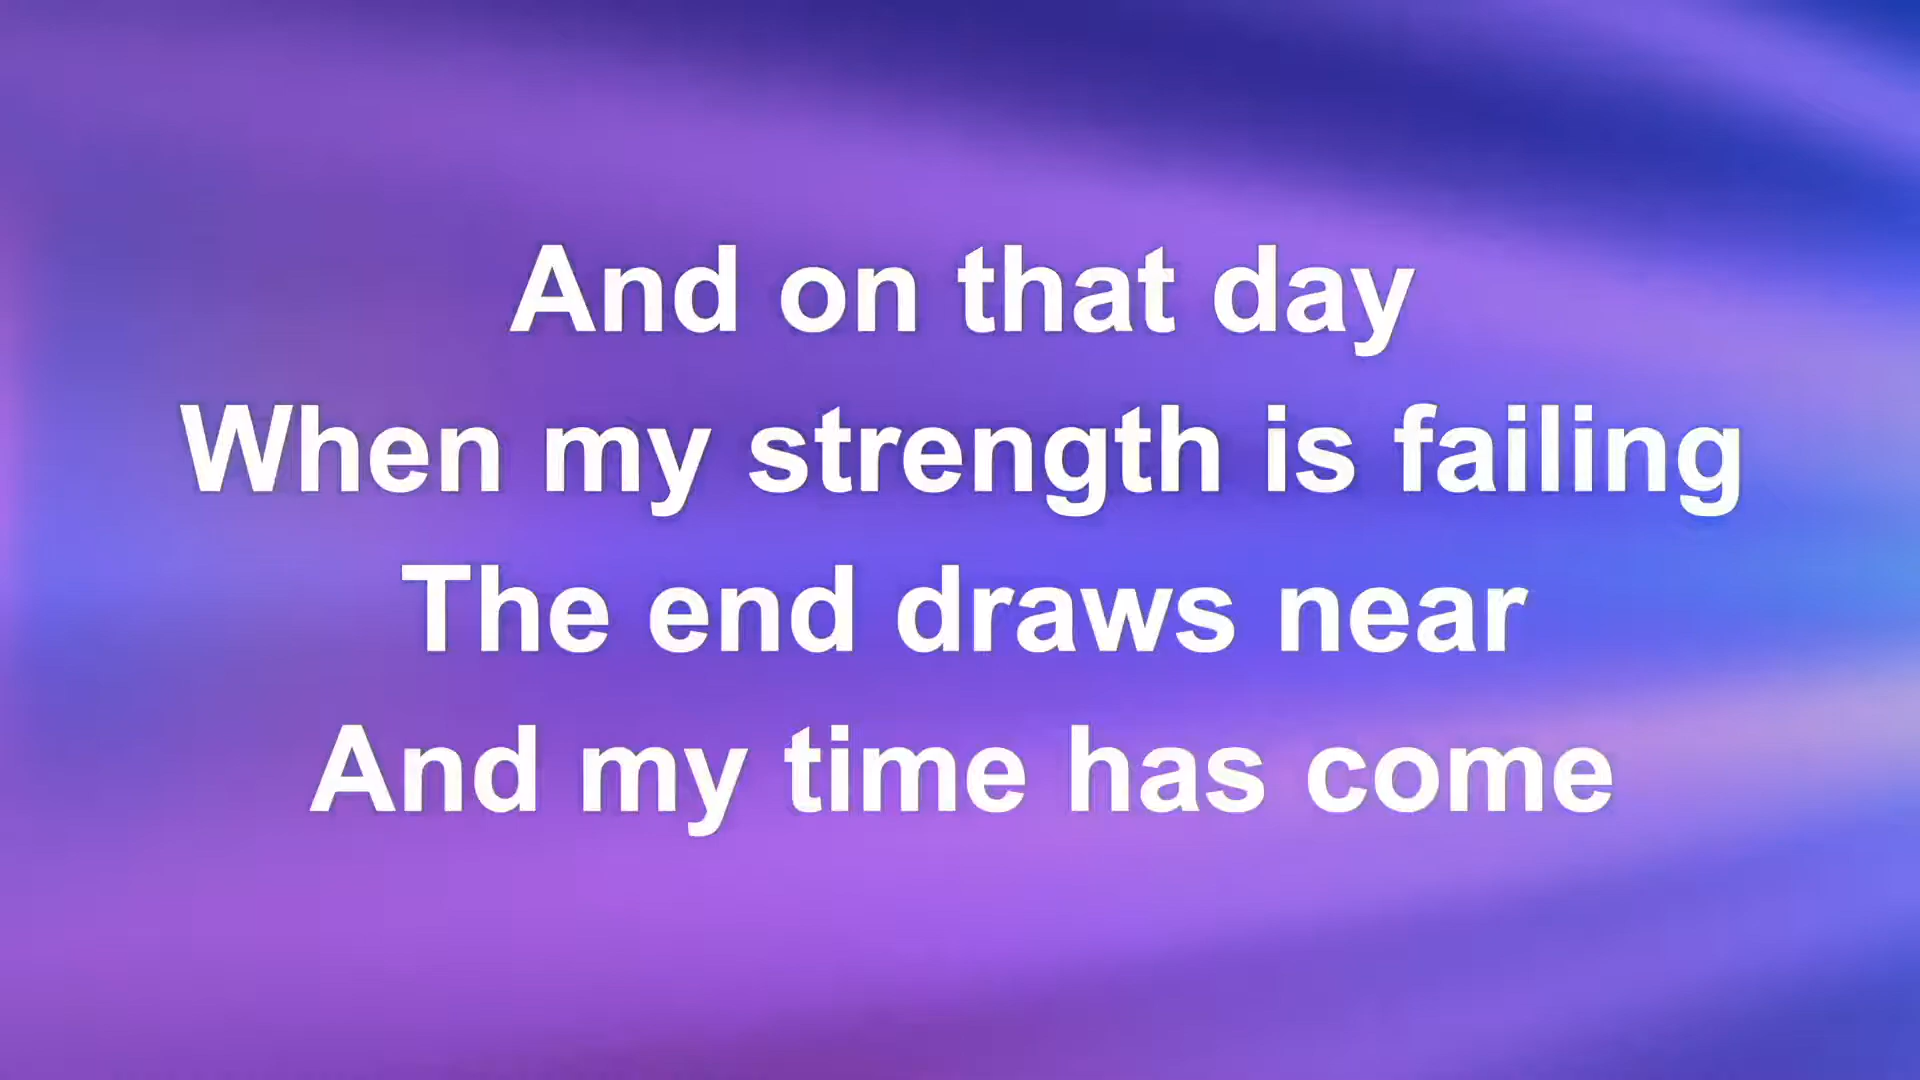 And on that day
When my strength is failing
The end draws near
And my time has come